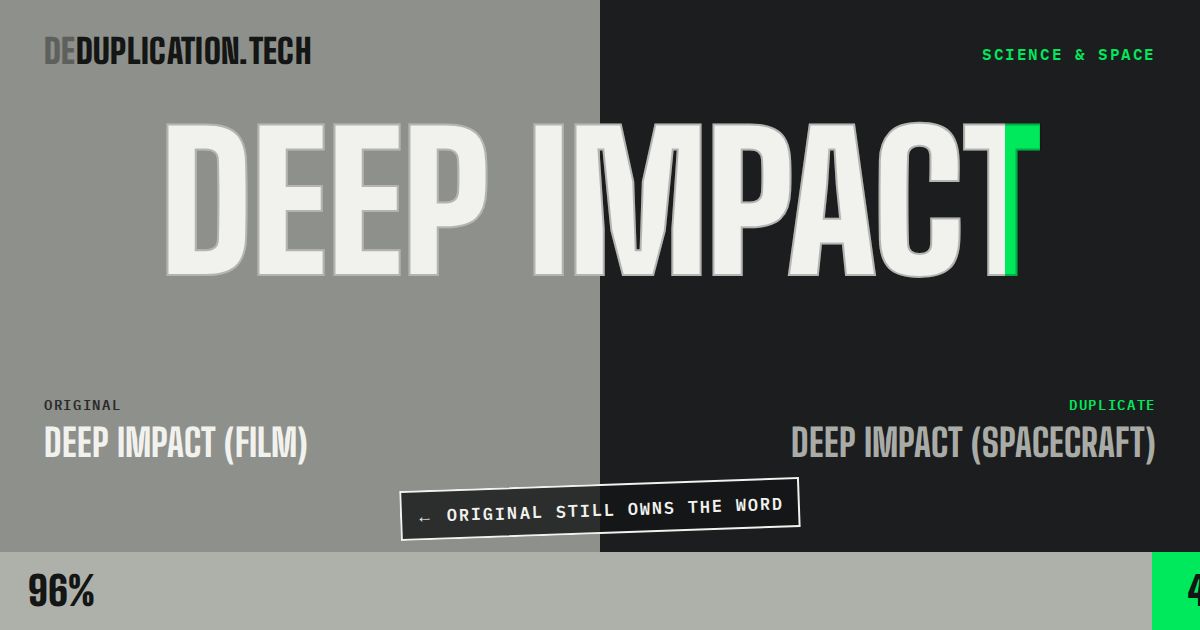 DEDUPLICATION.TECH
SCIENCE & SPACE
DEEP IMPACT
ORIGINAL
DUPLICATE
DEEP IMPACT (FILM)
DEEP IMPACT (SPACECRAFT)
← ORIGINAL STILL OWNS THE WORD
96%
4